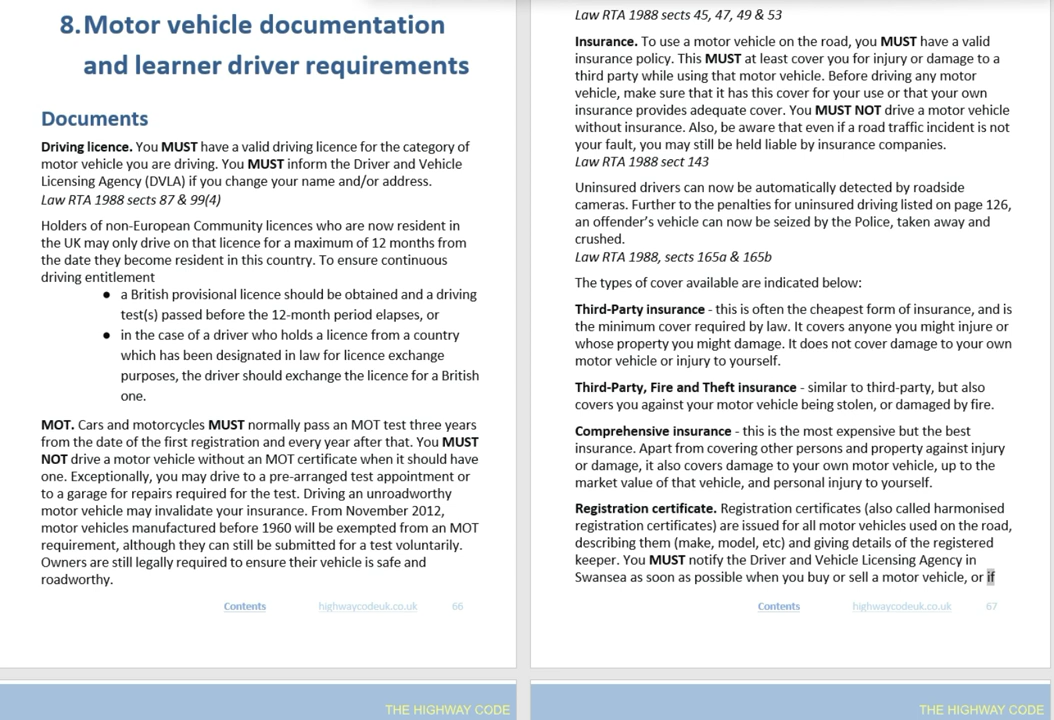 8. Motor vehicle documentation
and learner driver requirements
Documents
Driving licence. You MUST have a valid driving licence for the category of
motor vehicle you are driving. You MUST inform the Driver and Vehicle
Licensing Agency (DVLA) if you change your name and/or address.
Law RTA 1988 sects 87 & 99(4)
Holders of non-European Community licences who are now resident in
the UK may only drive on that licence for a maximum of 12 months from
the date they become resident in this country. To ensure continuous
driving entitlement
● a British provisional licence should be obtained and a driving
test(s) passed before the 12-month period elapses, or
● in the case of a driver who holds a licence from a country
which has been designated in law for licence exchange
purposes, the driver should exchange the licence for a British
one.
MOT. Cars and motorcycles MUST normally pass an MOT test three years
from the date of the first registration and every year after that. You MUST
NOT drive a motor vehicle without an MOT certificate when it should have
one. Exceptionally, you may drive to a pre-arranged test appointment or
to a garage for repairs required for the test. Driving an unroadworthy
motor vehicle may invalidate your insurance. From November 2012,
motor vehicles manufactured before 1960 will be exempted from an MOT
requirement, although they can still be submitted for a test voluntarily.
Owners are still legally required to ensure their vehicle is safe and
roadworthy.
Contents highwaycodeuk.co.uk 66
THE HIGHWAY CODE
Law RTA 1988 sects 45, 47, 49 & 53
Insurance. To use a motor vehicle on the road, you MUST have a valid
insurance policy. This MUST at least cover you for injury or damage to a
third party while using that motor vehicle. Before driving any motor
vehicle, make sure that it has this cover for your use or that your own
insurance provides adequate cover. You MUST NOT drive a motor vehicle
without insurance. Also, be aware that even if a road traffic incident is not
your fault, you may still be held liable by insurance companies.
Law RTA 1988 sect 143
Uninsured drivers can now be automatically detected by roadside
cameras. Further to the penalties for uninsured driving listed on page 126,
an offender's vehicle can now be seized by the Police, taken away and
crushed.
Law RTA 1988, sects 165a & 165b
The types of cover available are indicated below:
Third-Party insurance - this is often the cheapest form of insurance, and is
the minimum cover required by law. It covers anyone you might injure or
whose property you might damage. It does not cover damage to your own
motor vehicle or injury to yourself.
Third-Party, Fire and Theft insurance - similar to third-party, but also
covers you against your motor vehicle being stolen, or damaged by fire.
Comprehensive insurance - this is the most expensive but the best
insurance. Apart from covering other persons and property against injury
or damage, it also covers damage to your own motor vehicle, up to the
market value of that vehicle, and personal injury to yourself.
Registration certificate. Registration certificates (also called harmonised
registration certificates) are issued for all motor vehicles used on the road,
describing them (make, model, etc) and giving details of the registered
keeper. You MUST notify the Driver and Vehicle Licensing Agency in
Swansea as soon as possible when you buy or sell a motor vehicle, or if
Contents highwaycodeuk.co.uk 67
THE HIGHWAY CODE